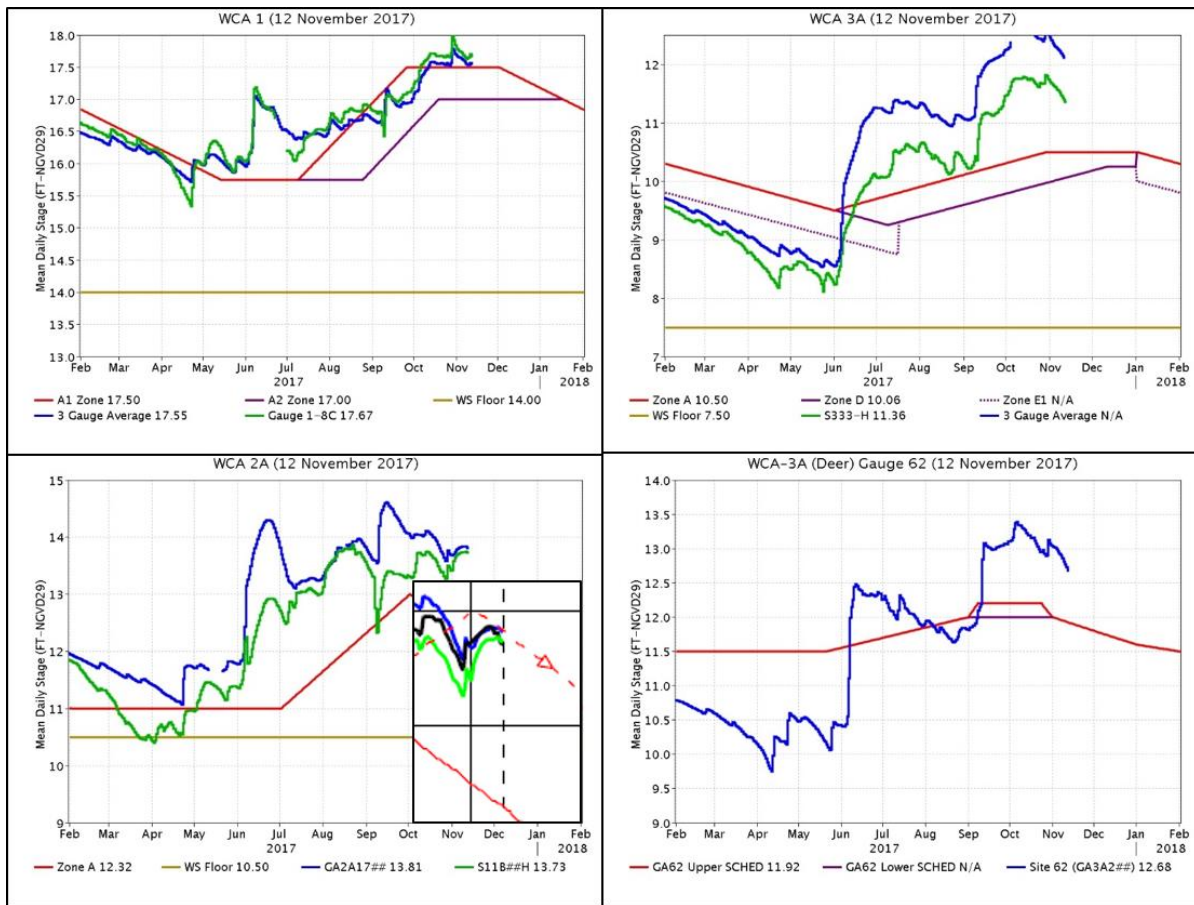 WCA 1 (12 November 2017)
Mean Daily Stage (FT-NGVD29)
18.0
17.5
17.0
16.5
16.0
15.5
15.0
14.5
14.0
13.5
13.0
Feb Mar Apr May Jun Jul Aug Sep Oct Nov Dec Jan Feb
2017 | 2018
A1 Zone 17.50 A2 Zone 17.00 WS Floor 14.00
3 Gauge Average 17.55 Gauge 1-8C 17.67
WCA 3A (12 November 2017)
Mean Daily Stage (FT-NGVD29)
12
11
10
9
8
7
Feb Mar Apr May Jun Jul Aug Sep Oct Nov Dec Jan Feb
2017 | 2018
Zone A 10.50 Zone D 10.06 Zone E1 N/A
WS Floor 7.50 S333-H 11.36 3 Gauge Average N/A
WCA 2A (12 November 2017)
Mean Daily Stage (FT-NGVD29)
15
14
13
12
11
10
9
Feb Mar Apr May Jun Jul Aug Sep Oct Nov Dec Jan Feb
2017 | 2018
Zone A 12.32 WS Floor 10.50 GA2A17## 13.81 S11B##H 13.73
WCA-3A (Deer) Gauge 62 (12 November 2017)
Mean Daily Stage (FT-NGVD29)
14.0
13.5
13.0
12.5
12.0
11.5
11.0
10.5
10.0
9.5
9.0
Feb Mar Apr May Jun Jul Aug Sep Oct Nov Dec Jan Feb
2017 | 2018
GA62 Upper SCHED 11.92 GA62 Lower SCHED N/A Site 62 (GA3A2##) 12.68